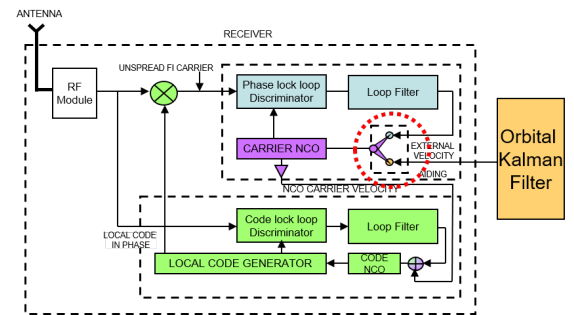 ANTENNA
RECEIVER
RF
Module
UNSPREAD FI CARRIER
Phase lock loop
Discriminator
Loop Filter
CARRIER NCO
EXTERNAL
VELOCITY
AIDING
Orbital
Kalman
Filter
NCO CARRIER VELOCITY
LOCAL CODE
IN PHASE
Code lock loop
Discriminator
Loop Filter
LOCAL CODE GENERATOR
CODE
NCO